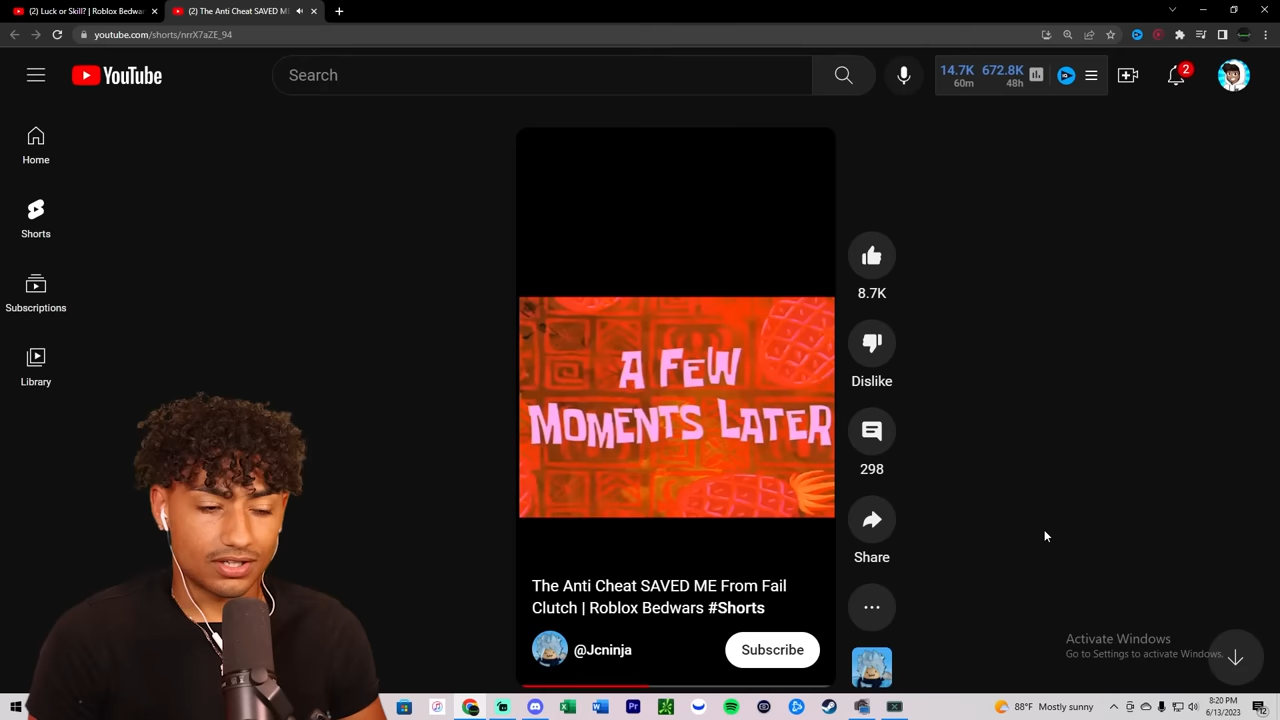 (2) Luck or Skill? | Roblox Bedwar
(2) The Anti Cheat SAVED M
youtube.com/shorts/nrrX7aZE_94
YouTube
Search
14.7K
60m
672.8K
48h
2
Home
Shorts
Subscriptions
Library
A FEW
MOMENTS LATER
8.7K
Dislike
298
Share
The Anti Cheat SAVED ME From Fail
Clutch | Roblox Bedwars #Shorts
@Jcninja
Subscribe
Activate Windows
Go to Settings to activate Windows.
88°F Mostly sunny
8:20 PM
6/13/2023